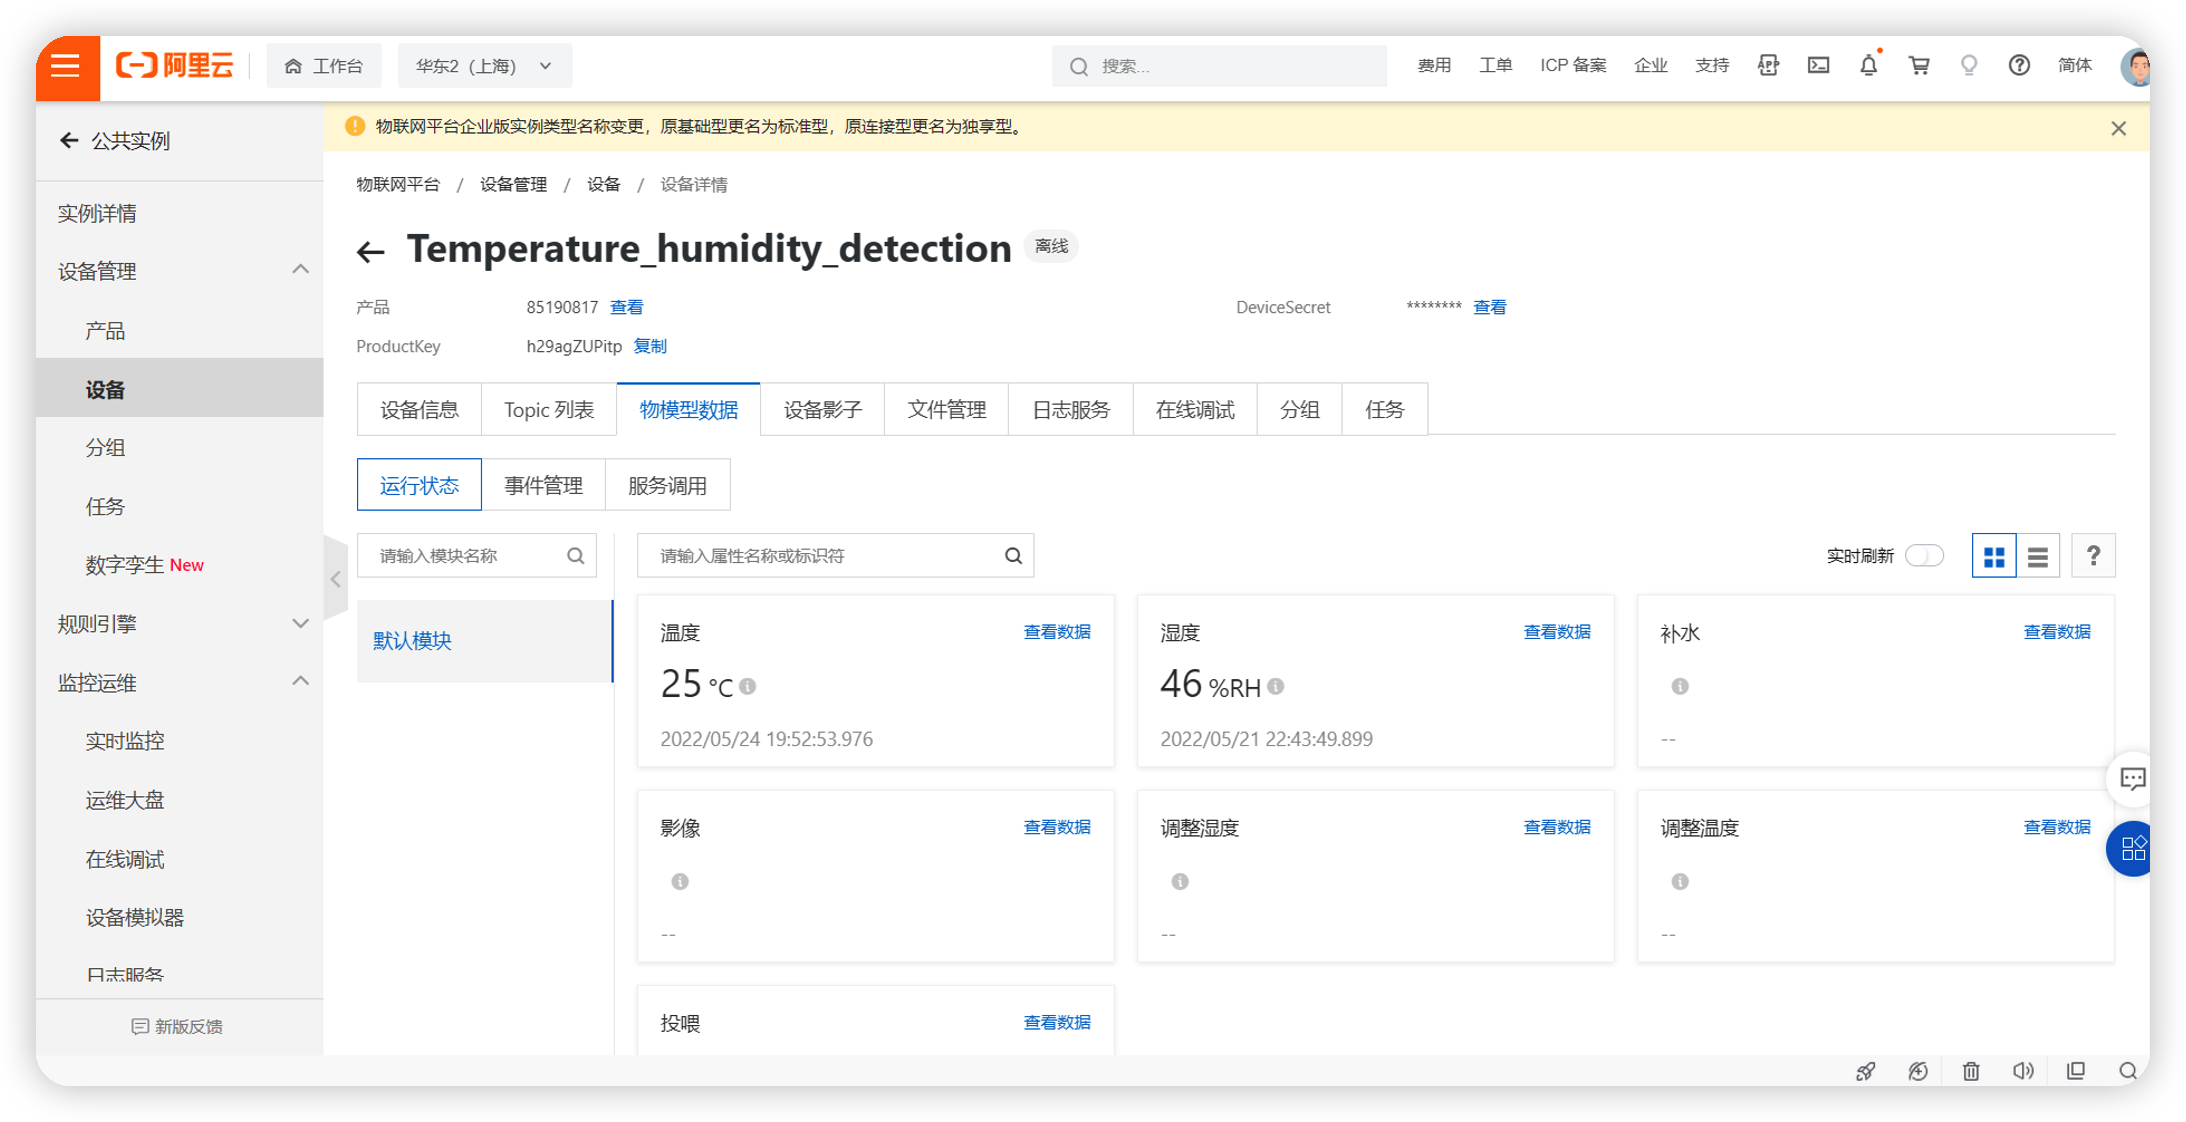 阿里云 工作台 华东2（上海） 搜索... 费用 工单 ICP 备案 企业 支持 简体
公共实例
物联网平台企业版实例类型名称变更，原基础型更名为标准型，原连接型更名为独享型。
实例详情
设备管理
产品
设备
分组
任务
数字孪生 New
规则引擎
监控运维
实时监控
运维大盘
在线调试
设备模拟器
日志服务
新版反馈
物联网平台 / 设备管理 / 设备 / 设备详情
Temperature_humidity_detection 离线
产品 85190817 查看 DeviceSecret ******** 查看
ProductKey h29agZUPitp 复制
设备信息 Topic 列表 物模型数据 设备影子 文件管理 日志服务 在线调试 分组 任务
运行状态 事件管理 服务调用
请输入模块名称 请输入属性名称或标识符 实时刷新 ?
默认模块
温度 查看数据
25 °C
2022/05/24 19:52:53.976
湿度 查看数据
46 %RH
2022/05/21 22:43:49.899
补水 查看数据
--
影像 查看数据
--
调整湿度 查看数据
--
调整温度 查看数据
--
投喂 查看数据